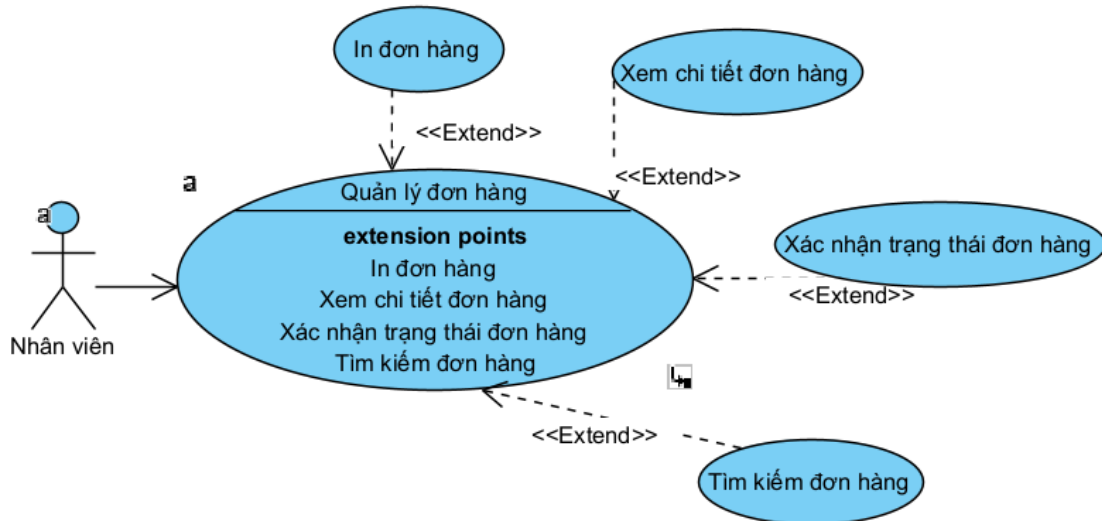 In đơn hàng
Xem chi tiết đơn hàng
<<Extend>>
<<Extend>>
a
Quản lý đơn hàng
a
extension points
In đơn hàng
Xem chi tiết đơn hàng
Xác nhận trạng thái đơn hàng
Tìm kiếm đơn hàng
Xác nhận trạng thái đơn hàng
<<Extend>>
Nhân viên
<<Extend>>
Tìm kiếm đơn hàng